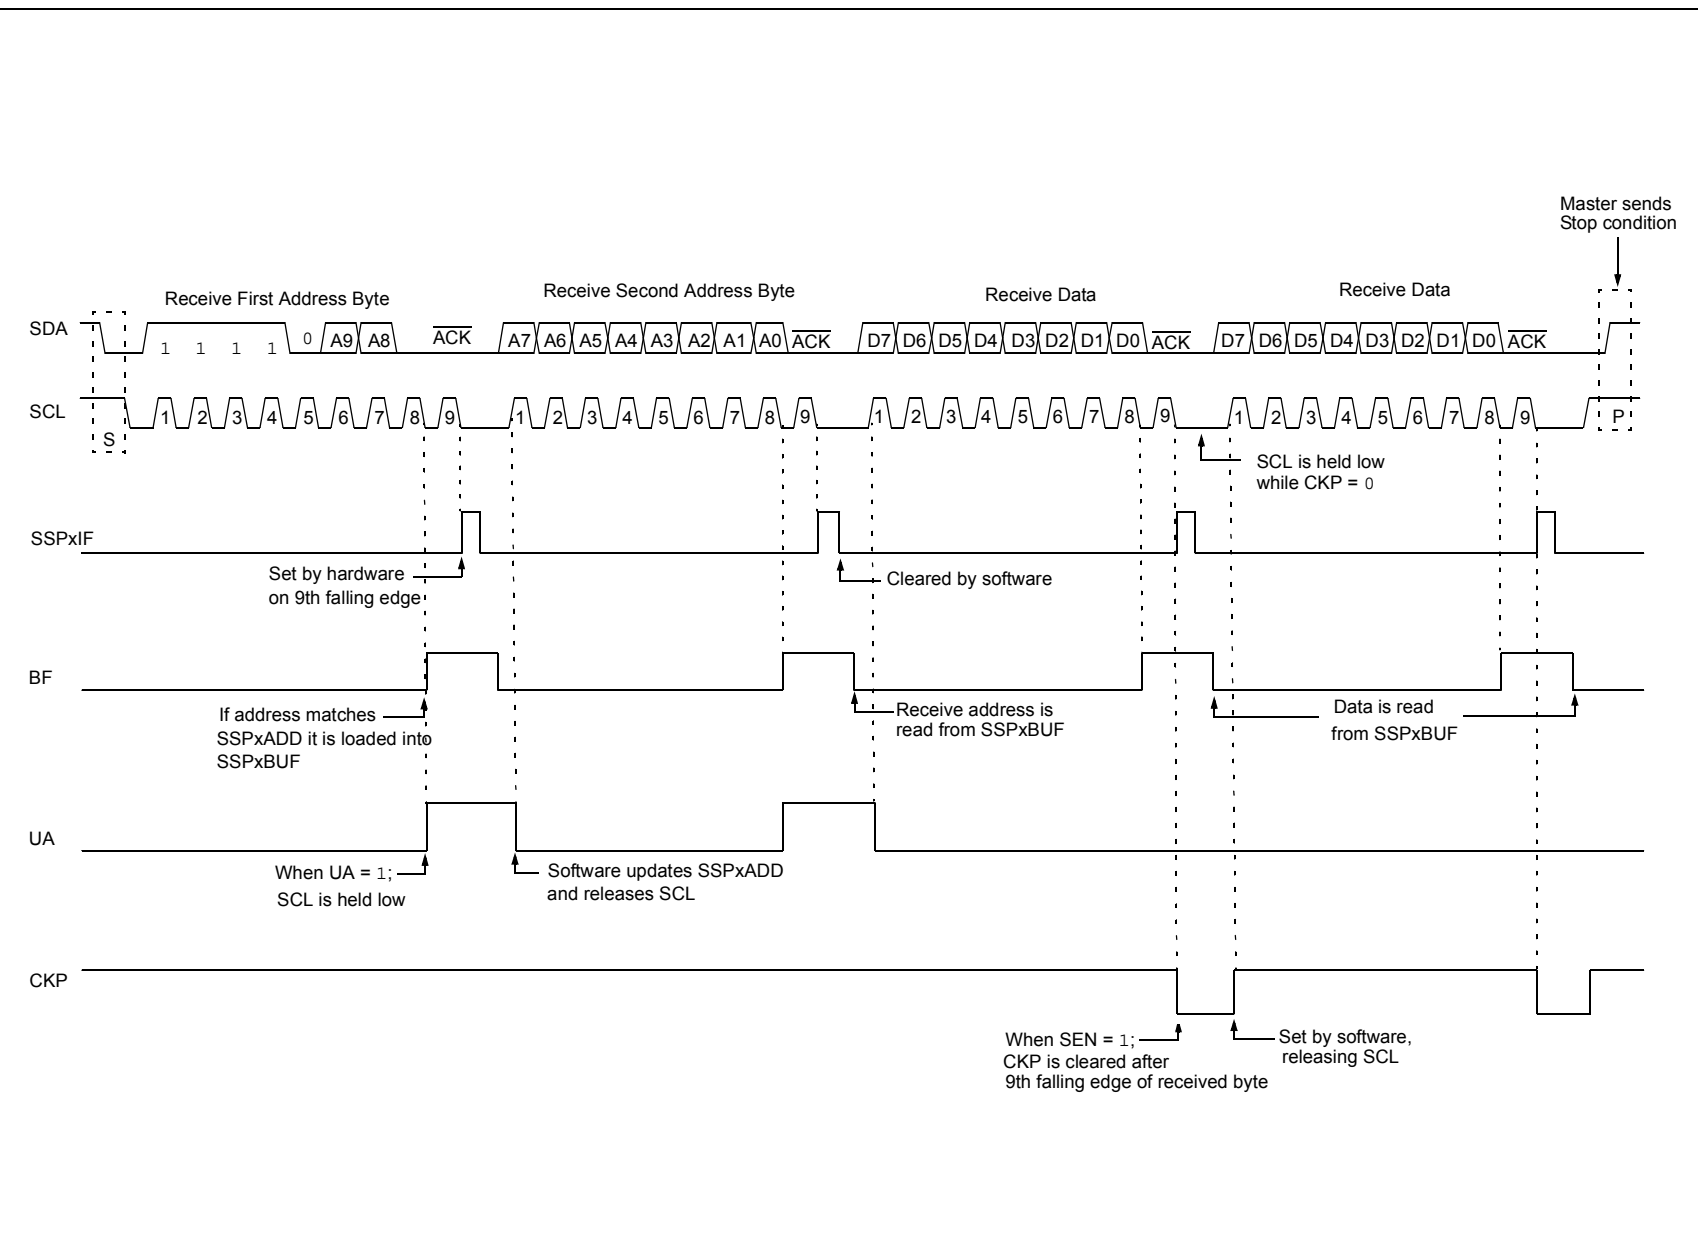 Master sends
Stop condition
Receive First Address Byte
Receive Second Address Byte
Receive Data
Receive Data
SDA
1 1 1 1 0 A9 A8 ACK A7 A6 A5 A4 A3 A2 A1 A0 ACK D7 D6 D5 D4 D3 D2 D1 D0 ACK D7 D6 D5 D4 D3 D2 D1 D0 ACK
SCL
S
1 2 3 4 5 6 7 8 9 1 2 3 4 5 6 7 8 9 1 2 3 4 5 6 7 8 9 1 2 3 4 5 6 7 8 9
P
SCL is held low
while CKP = 0
SSPxIF
Set by hardware
on 9th falling edge
Cleared by software
BF
If address matches
SSPxADD it is loaded into
SSPxBUF
Receive address is
read from SSPxBUF
Data is read
from SSPxBUF
UA
When UA = 1;
SCL is held low
Software updates SSPxADD
and releases SCL
CKP
When SEN = 1;
CKP is cleared after
9th falling edge of received byte
Set by software,
releasing SCL